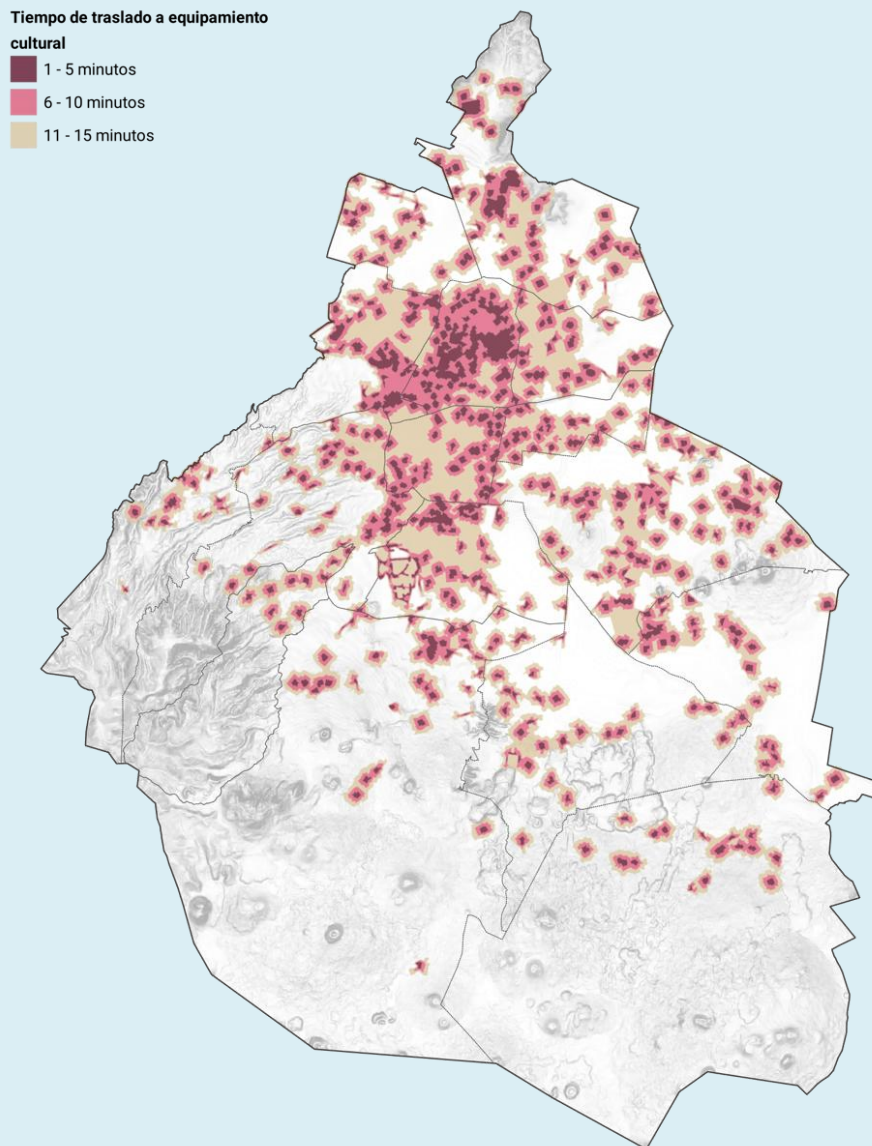 Tiempo de traslado a equipamiento
cultural
1 - 5 minutos
6 - 10 minutos
11 - 15 minutos